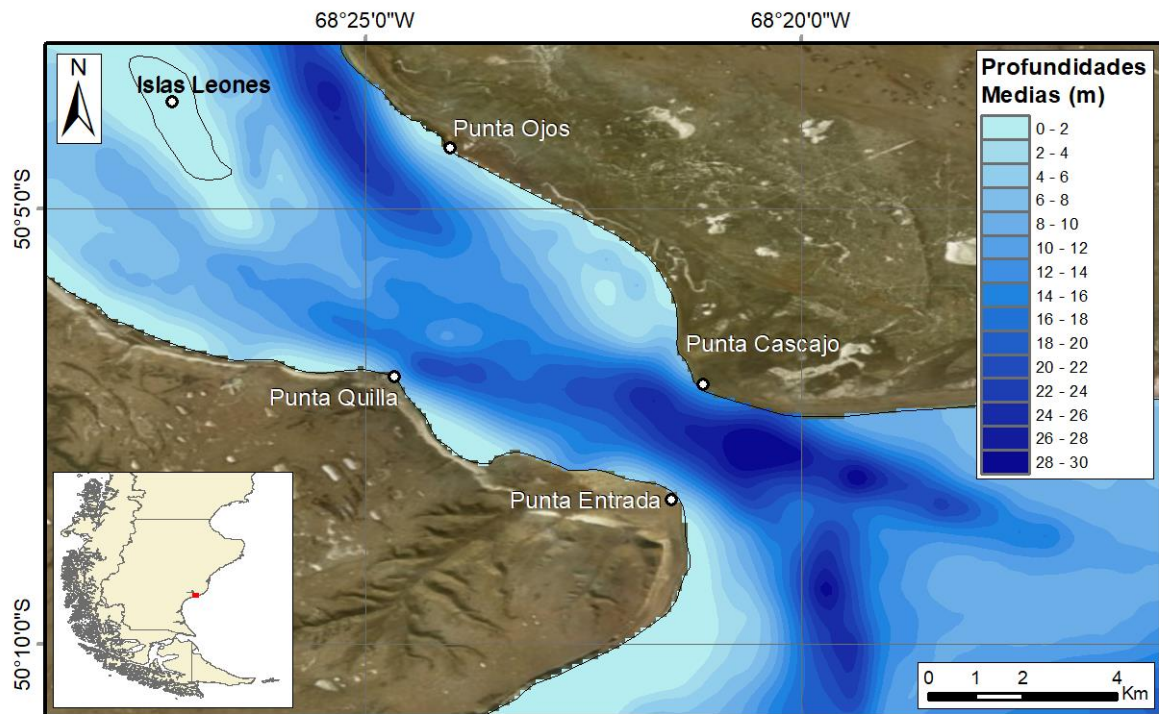 68°25'0"W
68°20'0"W
N
Islas Leones
Punta Ojos
Profundidades
Medias (m)
0 - 2
2 - 4
4 - 6
6 - 8
8 - 10
10 - 12
12 - 14
14 - 16
16 - 18
18 - 20
20 - 22
22 - 24
24 - 26
26 - 28
28 - 30
50°5'0"S
Punta Cascajo
Punta Quilla
Punta Entrada
50°10'0"S
0 1 2 4
Km